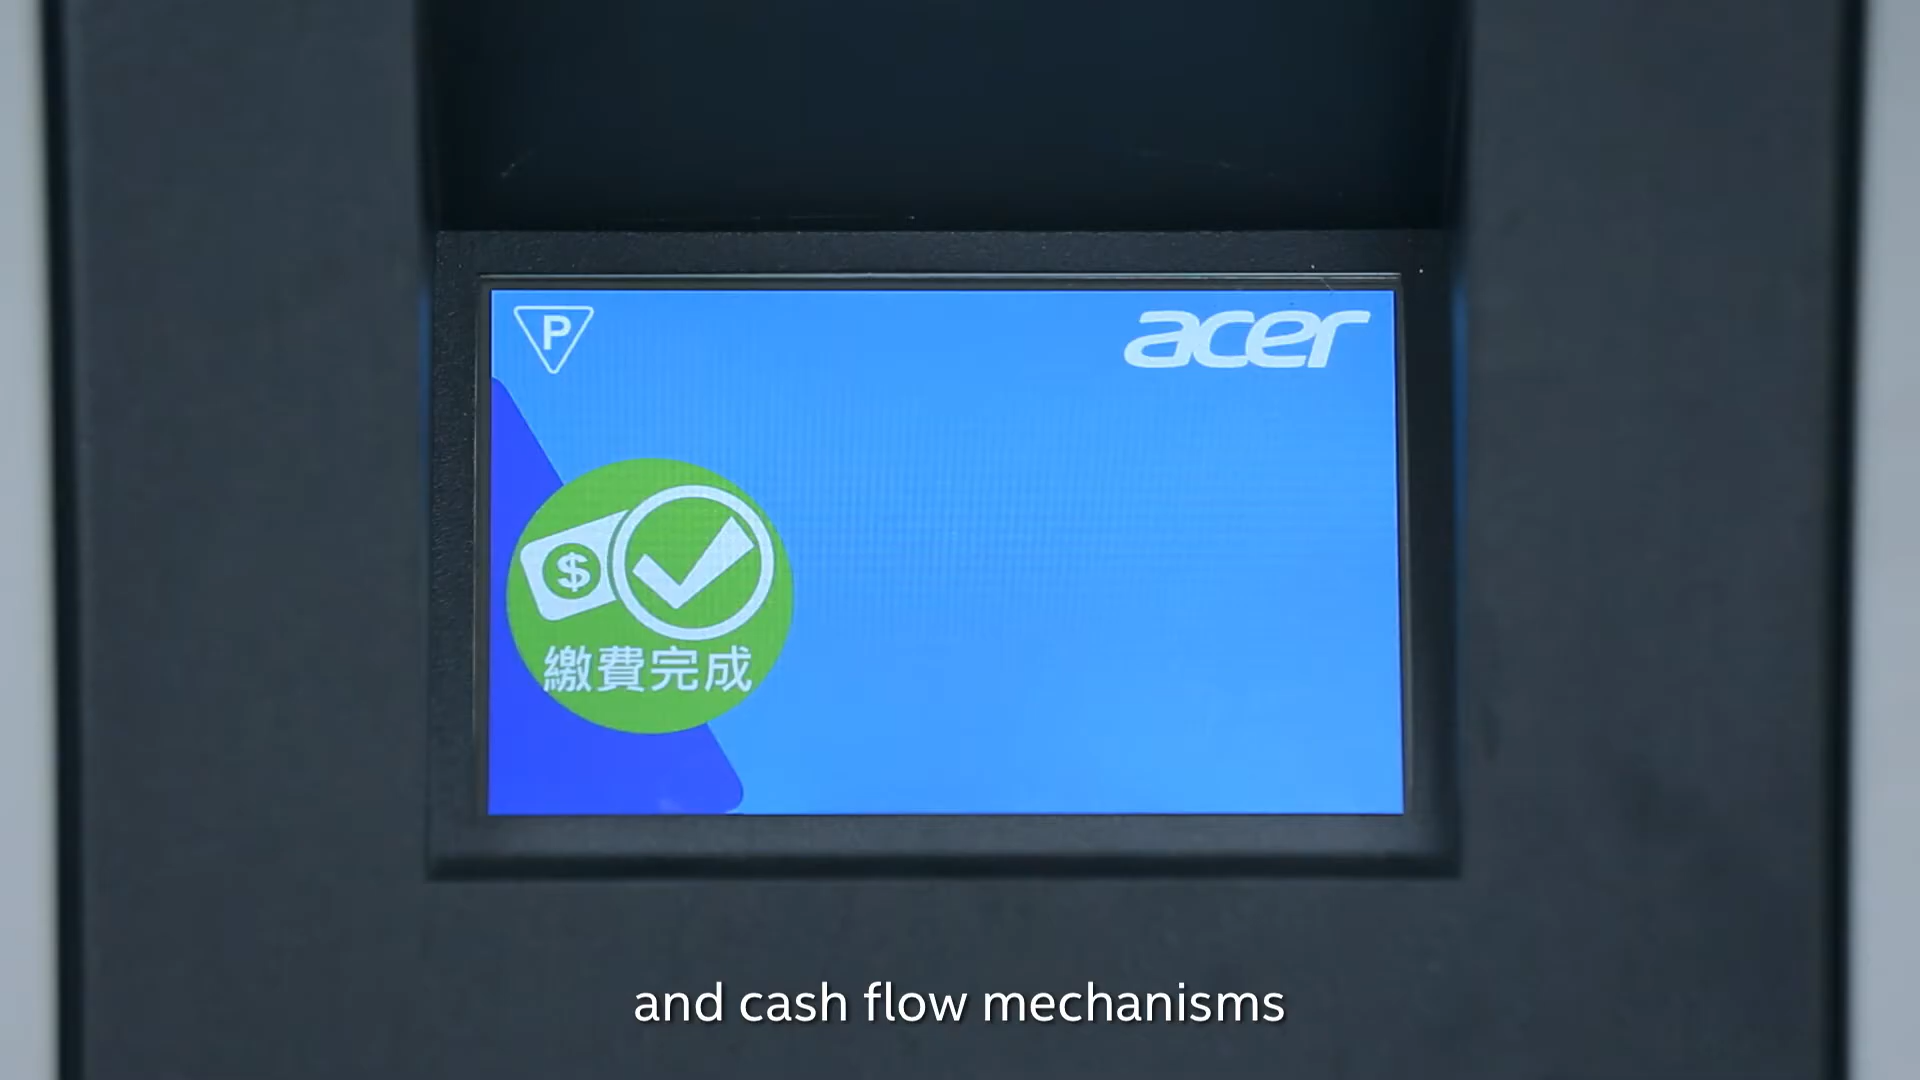 P
acer
$
繳費完成
and cash flow mechanisms